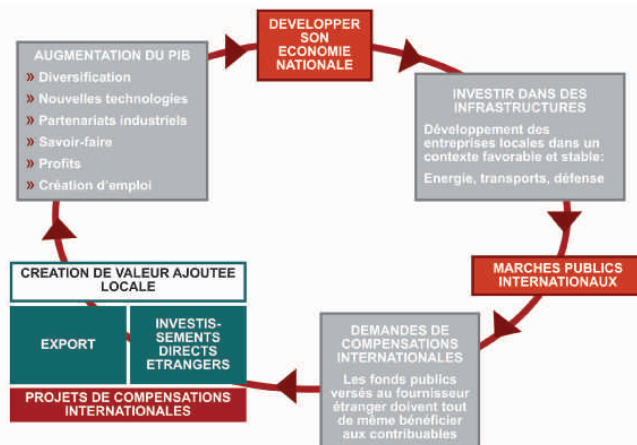 DEVELOPPER
SON
ECONOMIE
NATIONALE
INVESTIR DANS DES
INFRASTRUCTURES
Développement des
entreprises locales dans un
contexte favorable et stable:
Energie, transports, défense
MARCHES PUBLICS
INTERNATIONAUX
DEMANDES DE
COMPENSATIONS
INTERNATIONALES
Les fonds publics
versés au fournisseur
étranger doivent tout
de même bénéficier
aux contribuables
CREATION DE VALEUR AJOUTEE
LOCALE
EXPORT
INVESTIS-
SEMENTS
DIRECTS
ETRANGERS
PROJETS DE COMPENSATIONS
INTERNATIONALES
AUGMENTATION DU PIB
» Diversification
» Nouvelles technologies
» Partenariats industriels
» Savoir-faire
» Profits
» Création d'emploi